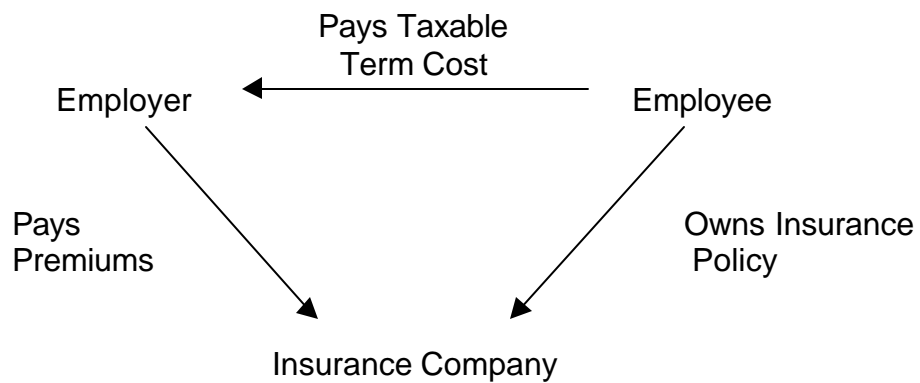 Pays Taxable
Term Cost
Employer
Employee
Pays
Premiums
Owns Insurance
Policy
Insurance Company